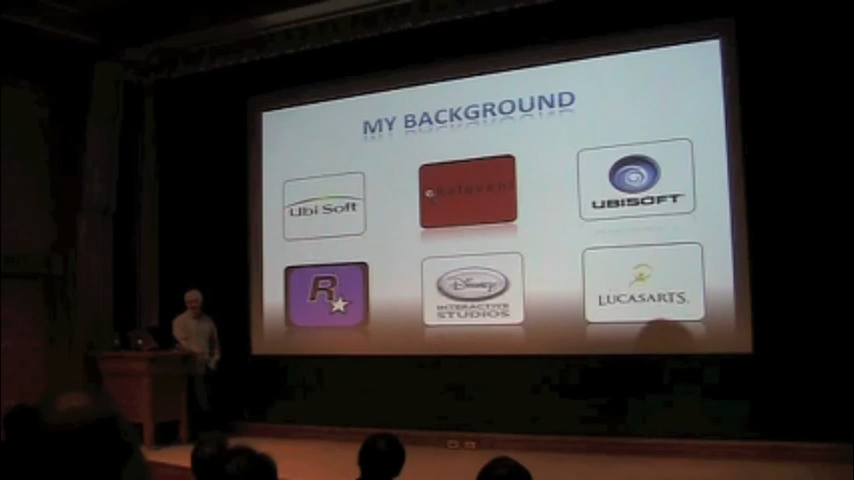 MY BACKGROUND
Ubi Soft
UBISOFT
R
Disney
INTERACTIVE
STUDIOS
LUCASARTS